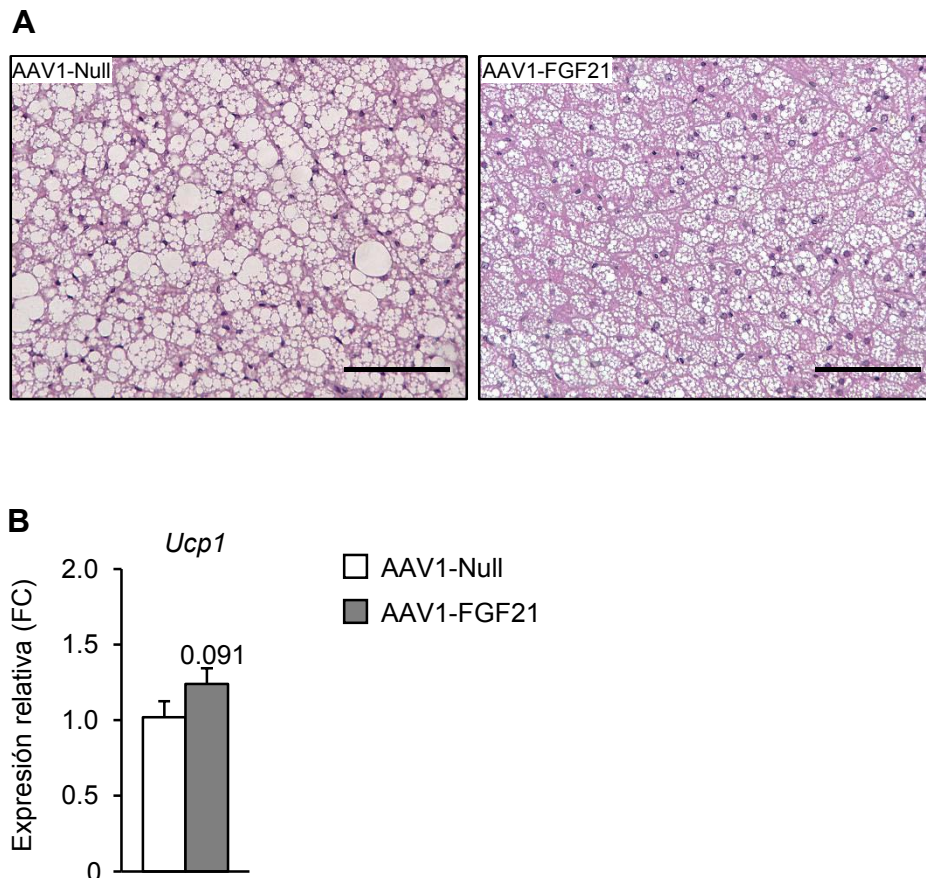 A
AAV1-Null
AAV1-FGF21
B
Ucp1
Expresión relativa (FC)
2.0
1.5
1.0
0.5
0
0.091
AAV1-Null
AAV1-FGF21